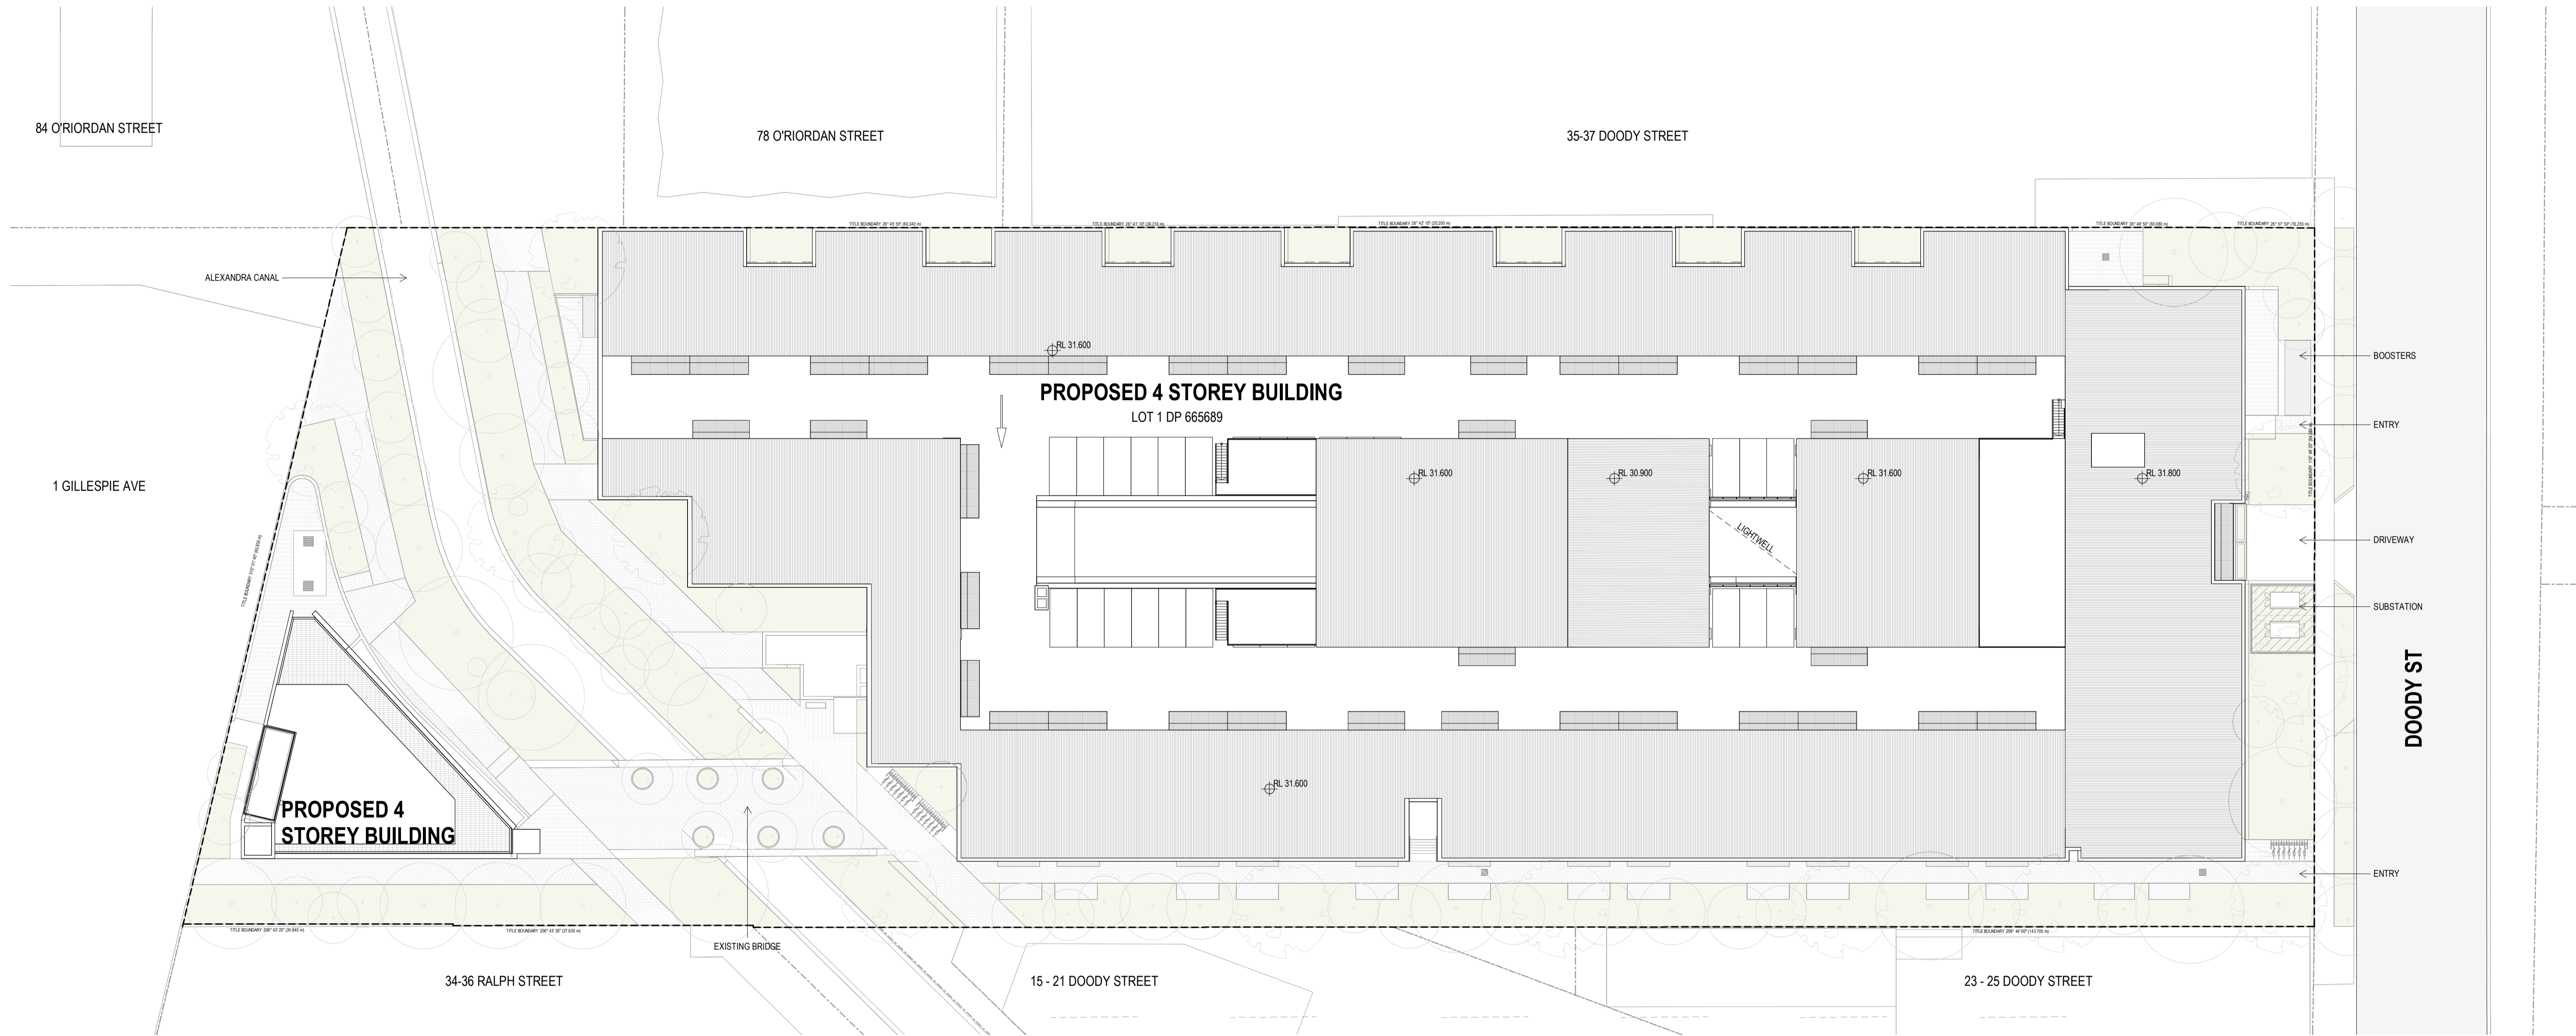 84 O'RIORDAN STREET
78 O'RIORDAN STREET
35-37 DOODY STREET
ALEXANDRA CANAL
RL 31.600
BOOSTERS
PROPOSED 4 STOREY BUILDING
LOT 1 DP 665689
ENTRY
1 GILLESPIE AVE
RL 31.600
RL 30.900
RL 31.600
RL 31.800
LIGHTWELL
DRIVEWAY
SUBSTATION
DOODY ST
RL 31.600
PROPOSED 4
STOREY BUILDING
ENTRY
EXISTING BRIDGE
34-36 RALPH STREET
15 - 21 DOODY STREET
23 - 25 DOODY STREET